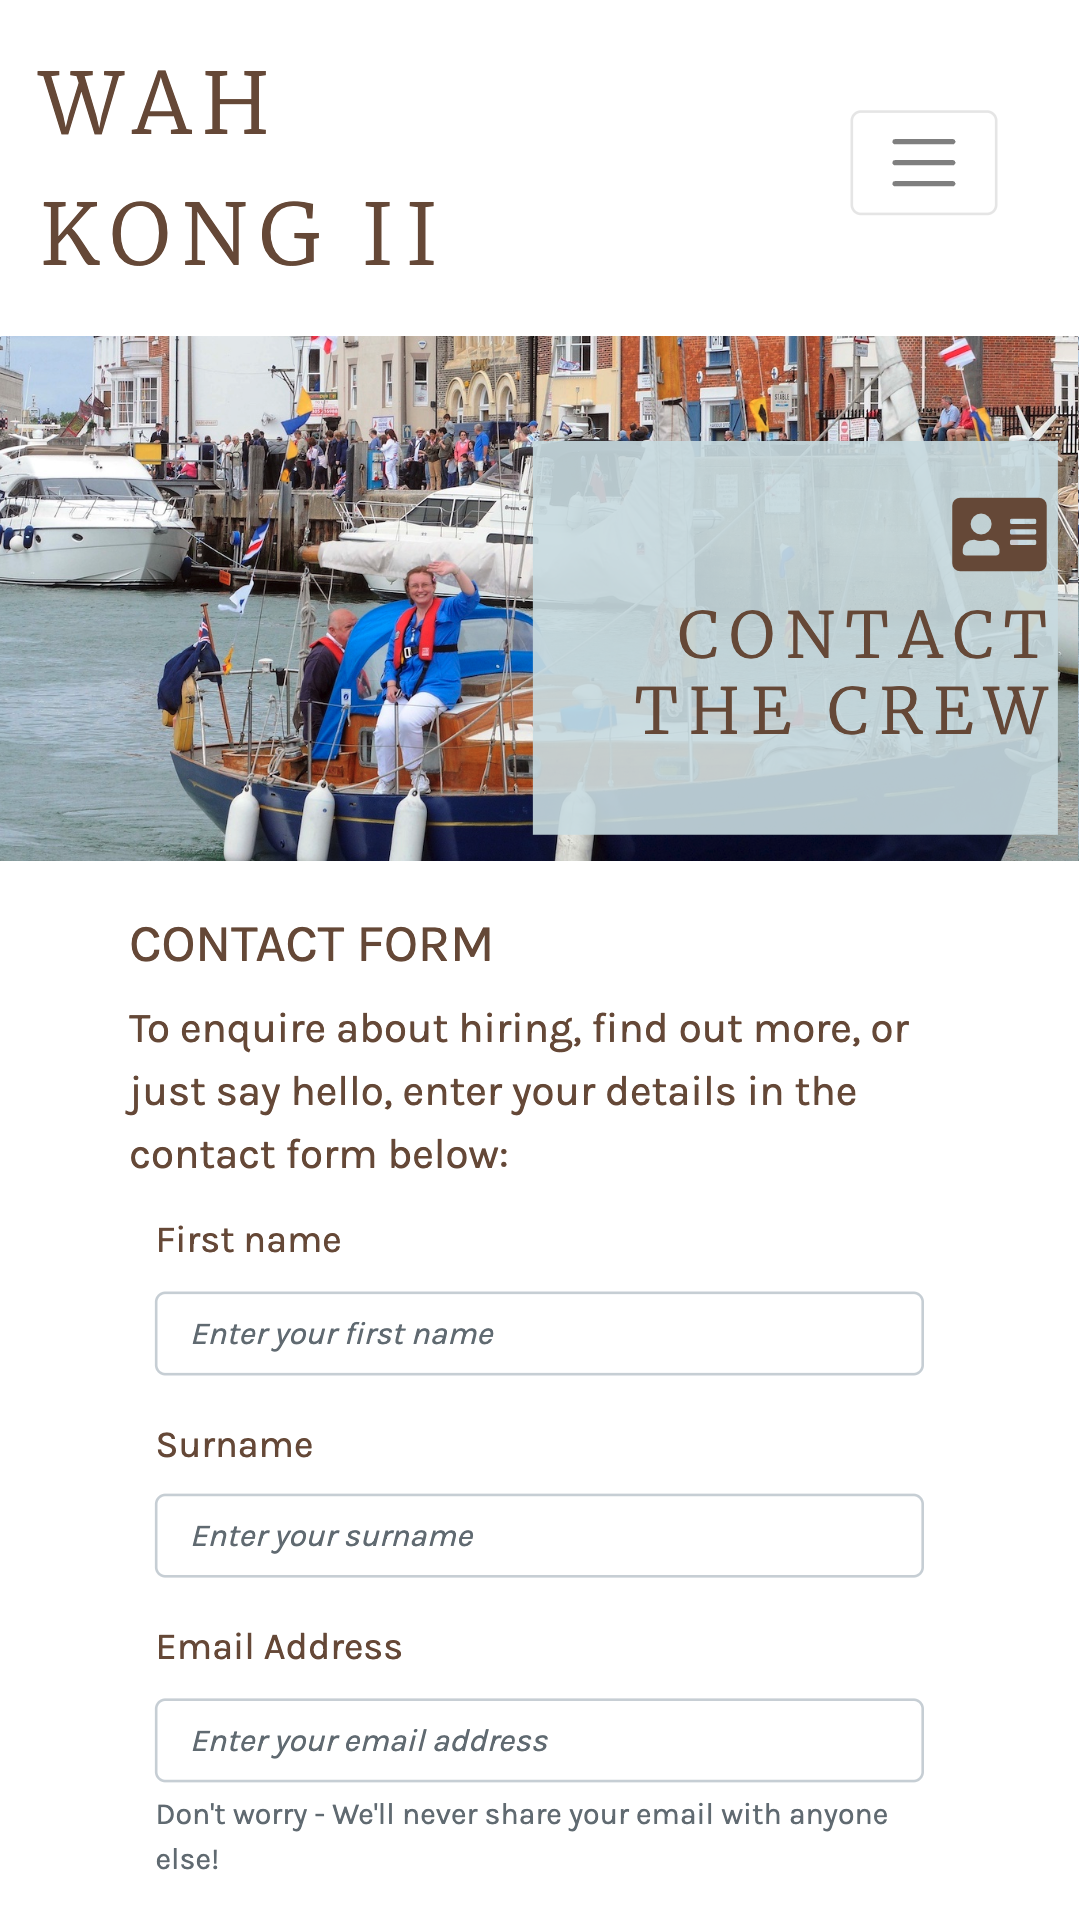 WAH
KONG II
CONTACT
THE CREW
CONTACT FORM
To enquire about hiring, find out more, or
just say hello, enter your details in the
contact form below:
First name
Enter your first name
Surname
Enter your surname
Email Address
Enter your email address
Don't worry - We'll never share your email with anyone
else!